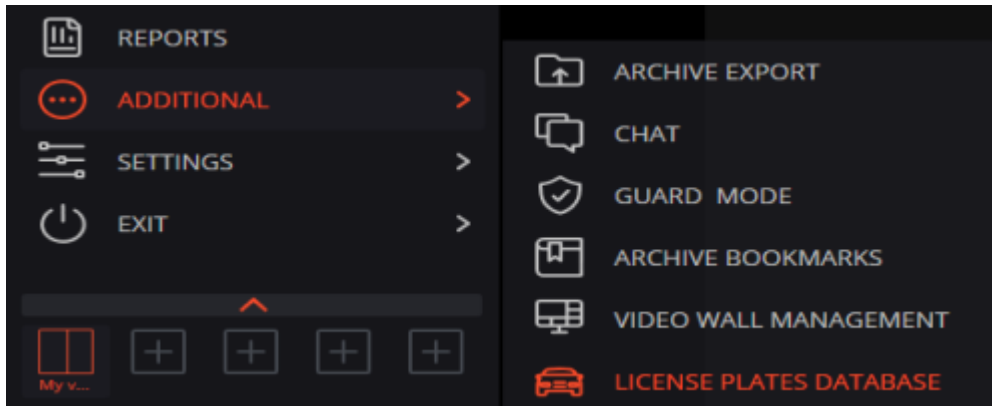 REPORTS
ADDITIONAL
SETTINGS
EXIT
My v...
ARCHIVE EXPORT
CHAT
GUARD MODE
ARCHIVE BOOKMARKS
VIDEO WALL MANAGEMENT
LICENSE PLATES DATABASE